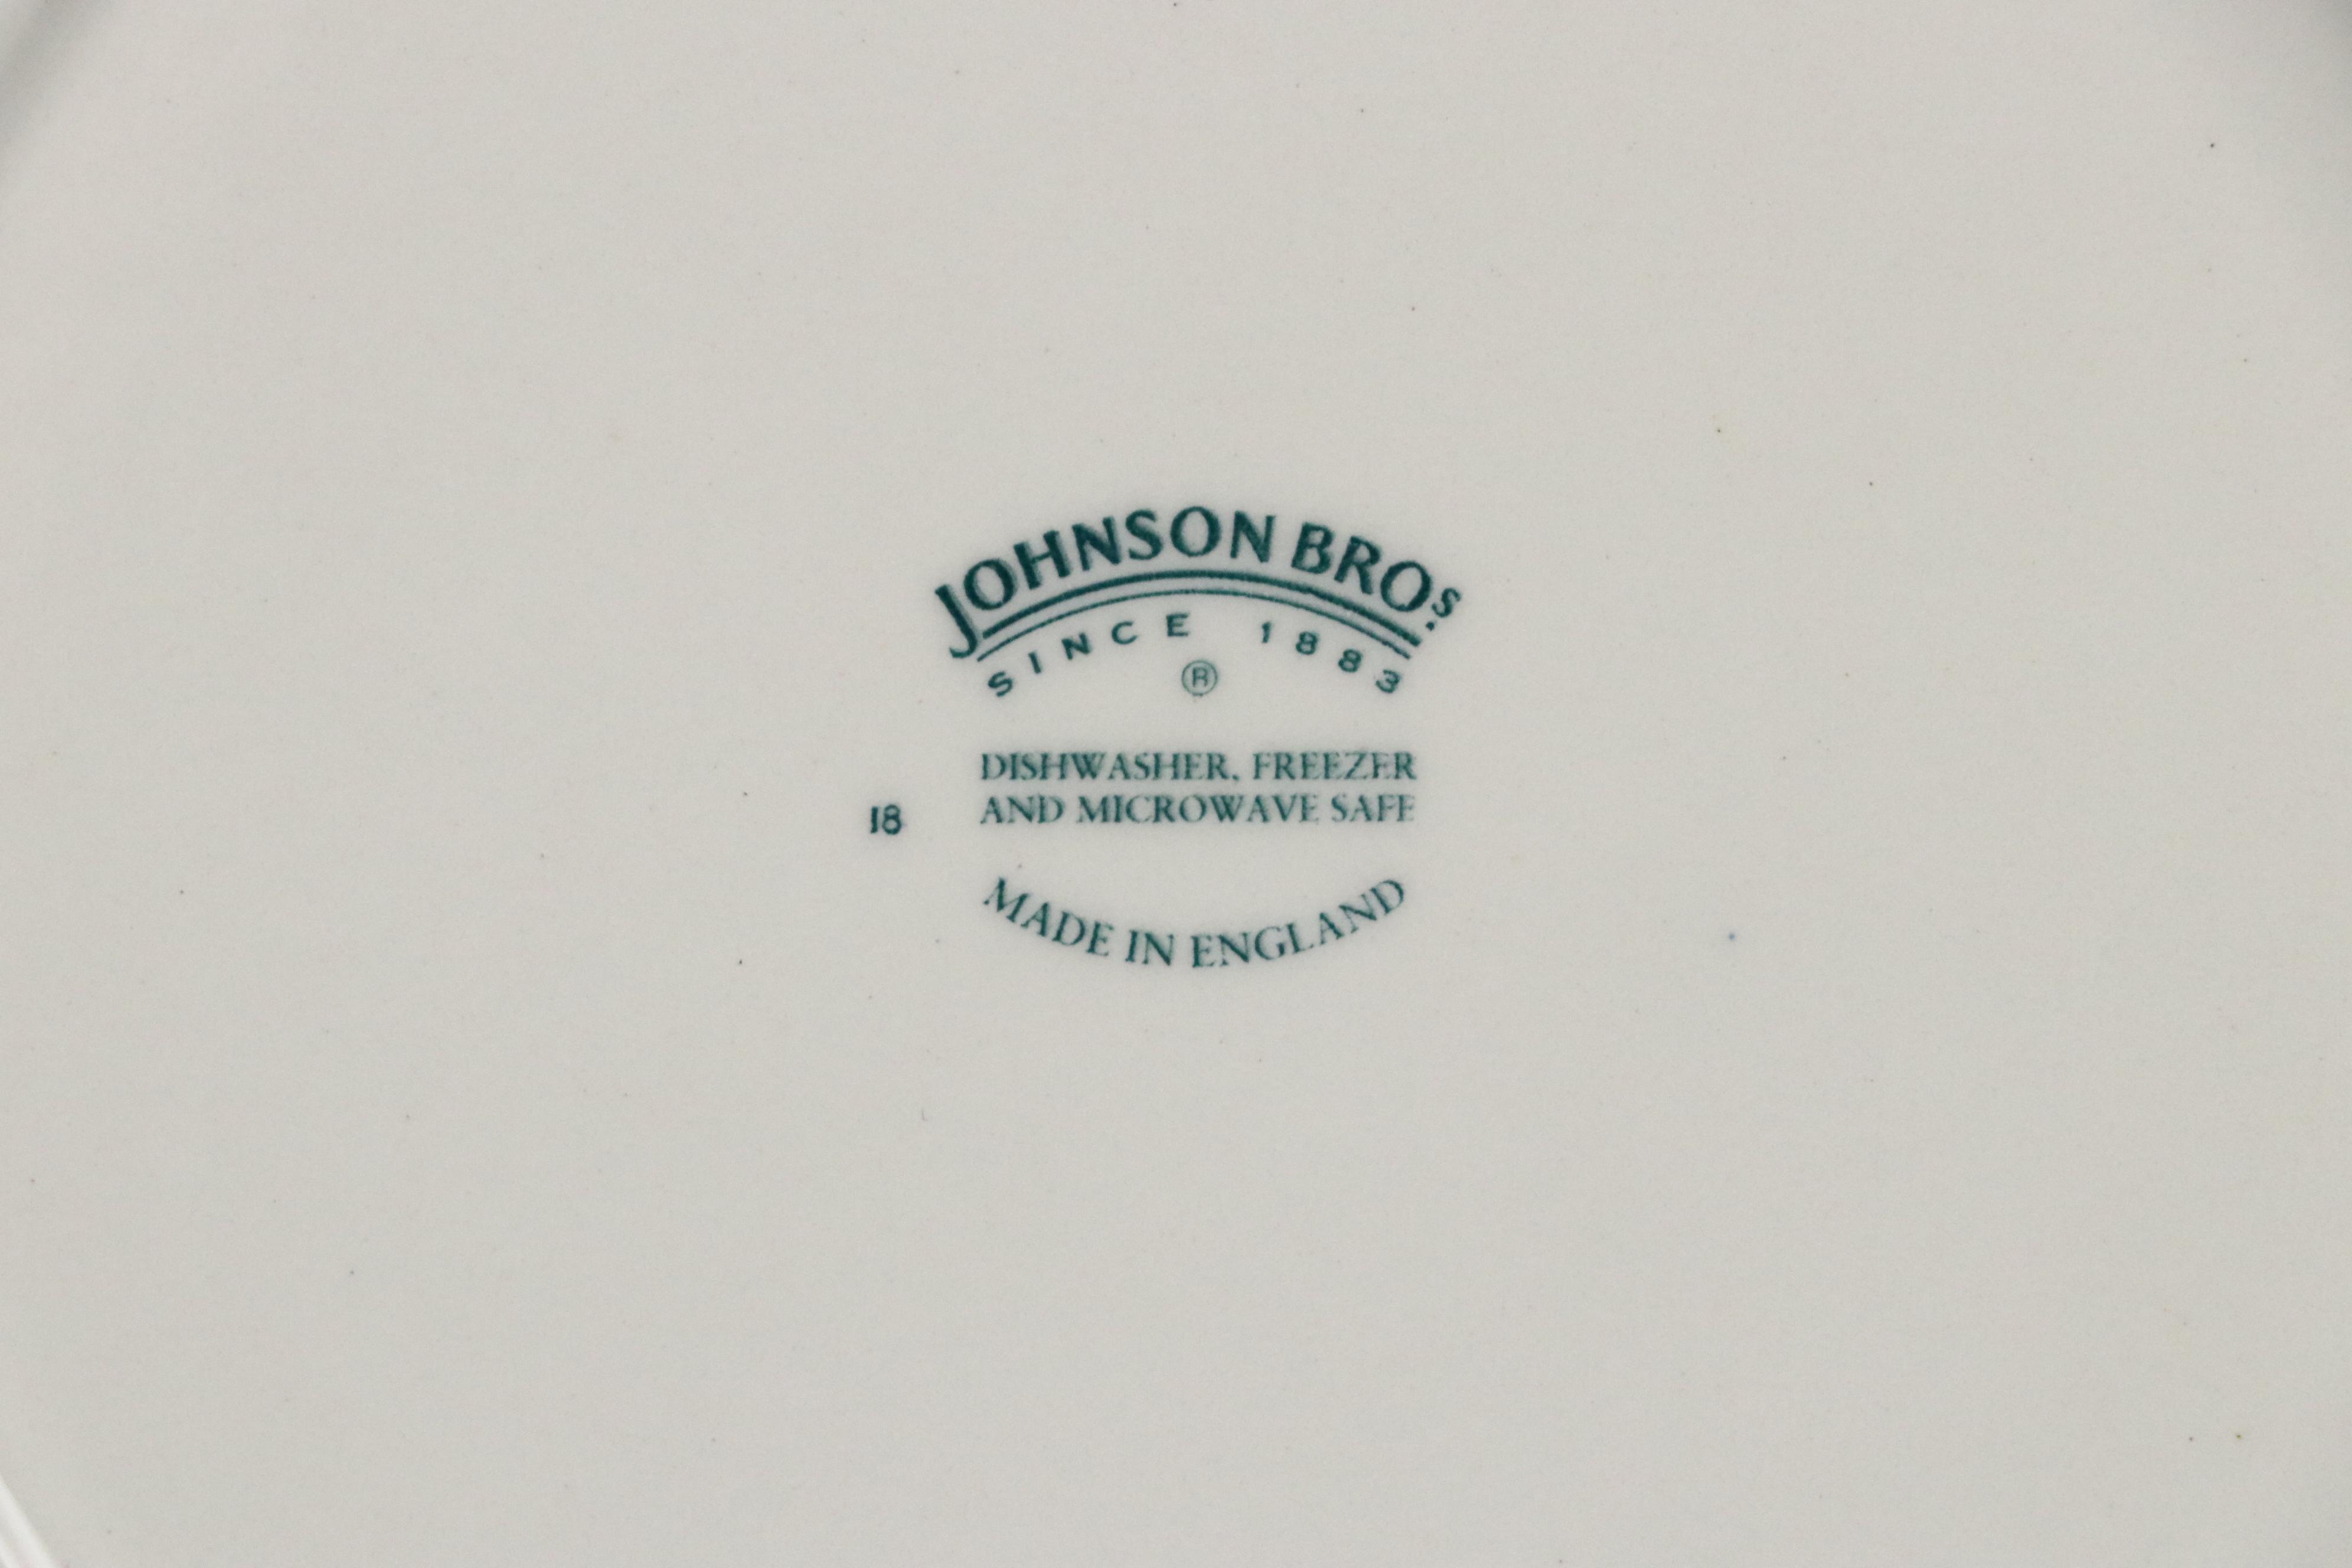 JOHNSON BROS.
SINCE 1883
®
DISHWASHER, FREEZER
AND MICROWAVE SAFE
18
MADE IN ENGLAND